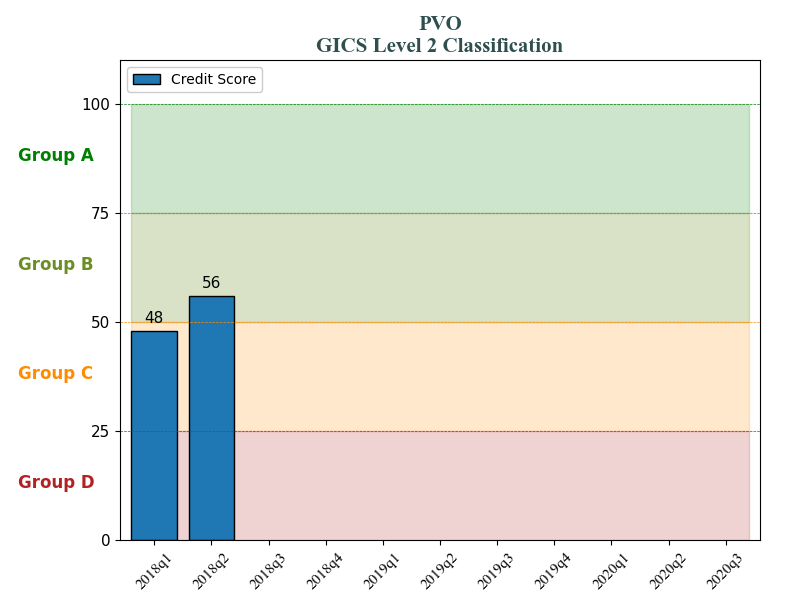 PVO
GICS Level 2 Classification
Credit Score
100
Group A
75
Group B
56
48
50
Group C
25
Group D
0
2018q1 2018q2 2018q3 2018q4 2019q1 2019q2 2019q3 2019q4 2020q1 2020q2 2020q3